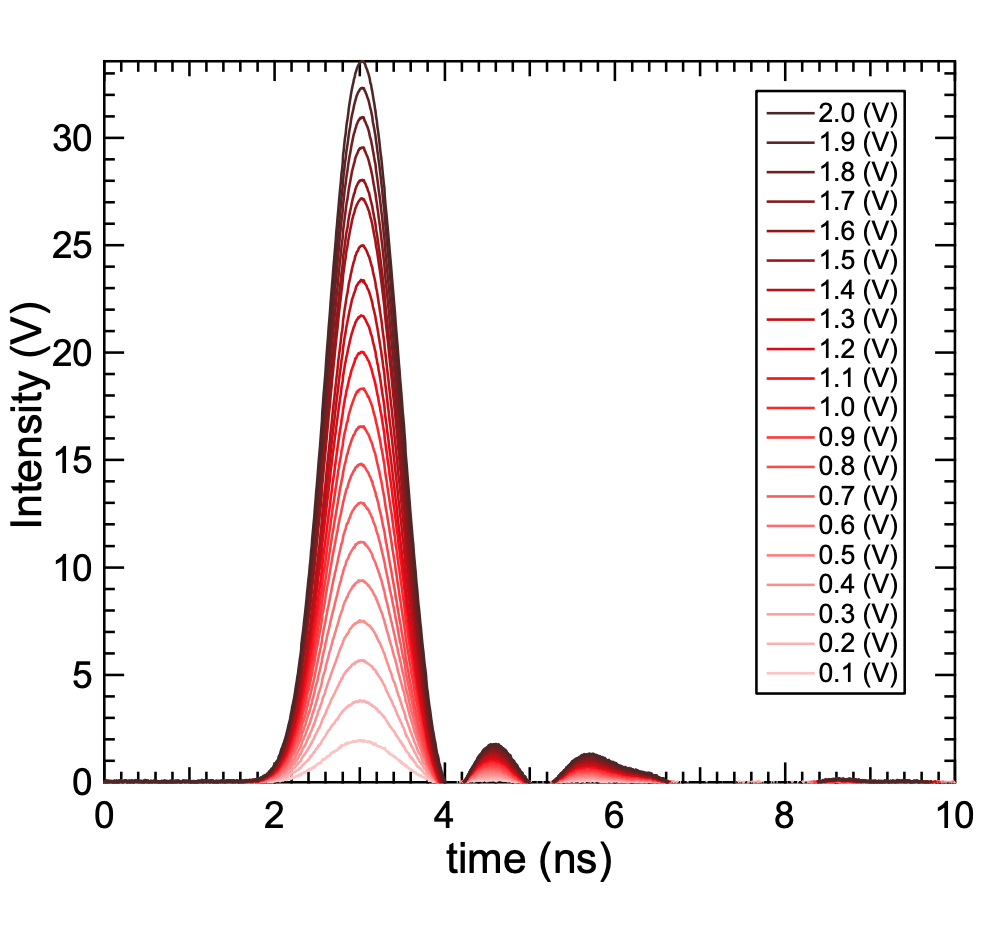 Intensity (V)
30
25
20
15
10
5
0
0 2 4 6 8 10
time (ns)
2.0 (V)
1.9 (V)
1.8 (V)
1.7 (V)
1.6 (V)
1.5 (V)
1.4 (V)
1.3 (V)
1.2 (V)
1.1 (V)
1.0 (V)
0.9 (V)
0.8 (V)
0.7 (V)
0.6 (V)
0.5 (V)
0.4 (V)
0.3 (V)
0.2 (V)
0.1 (V)